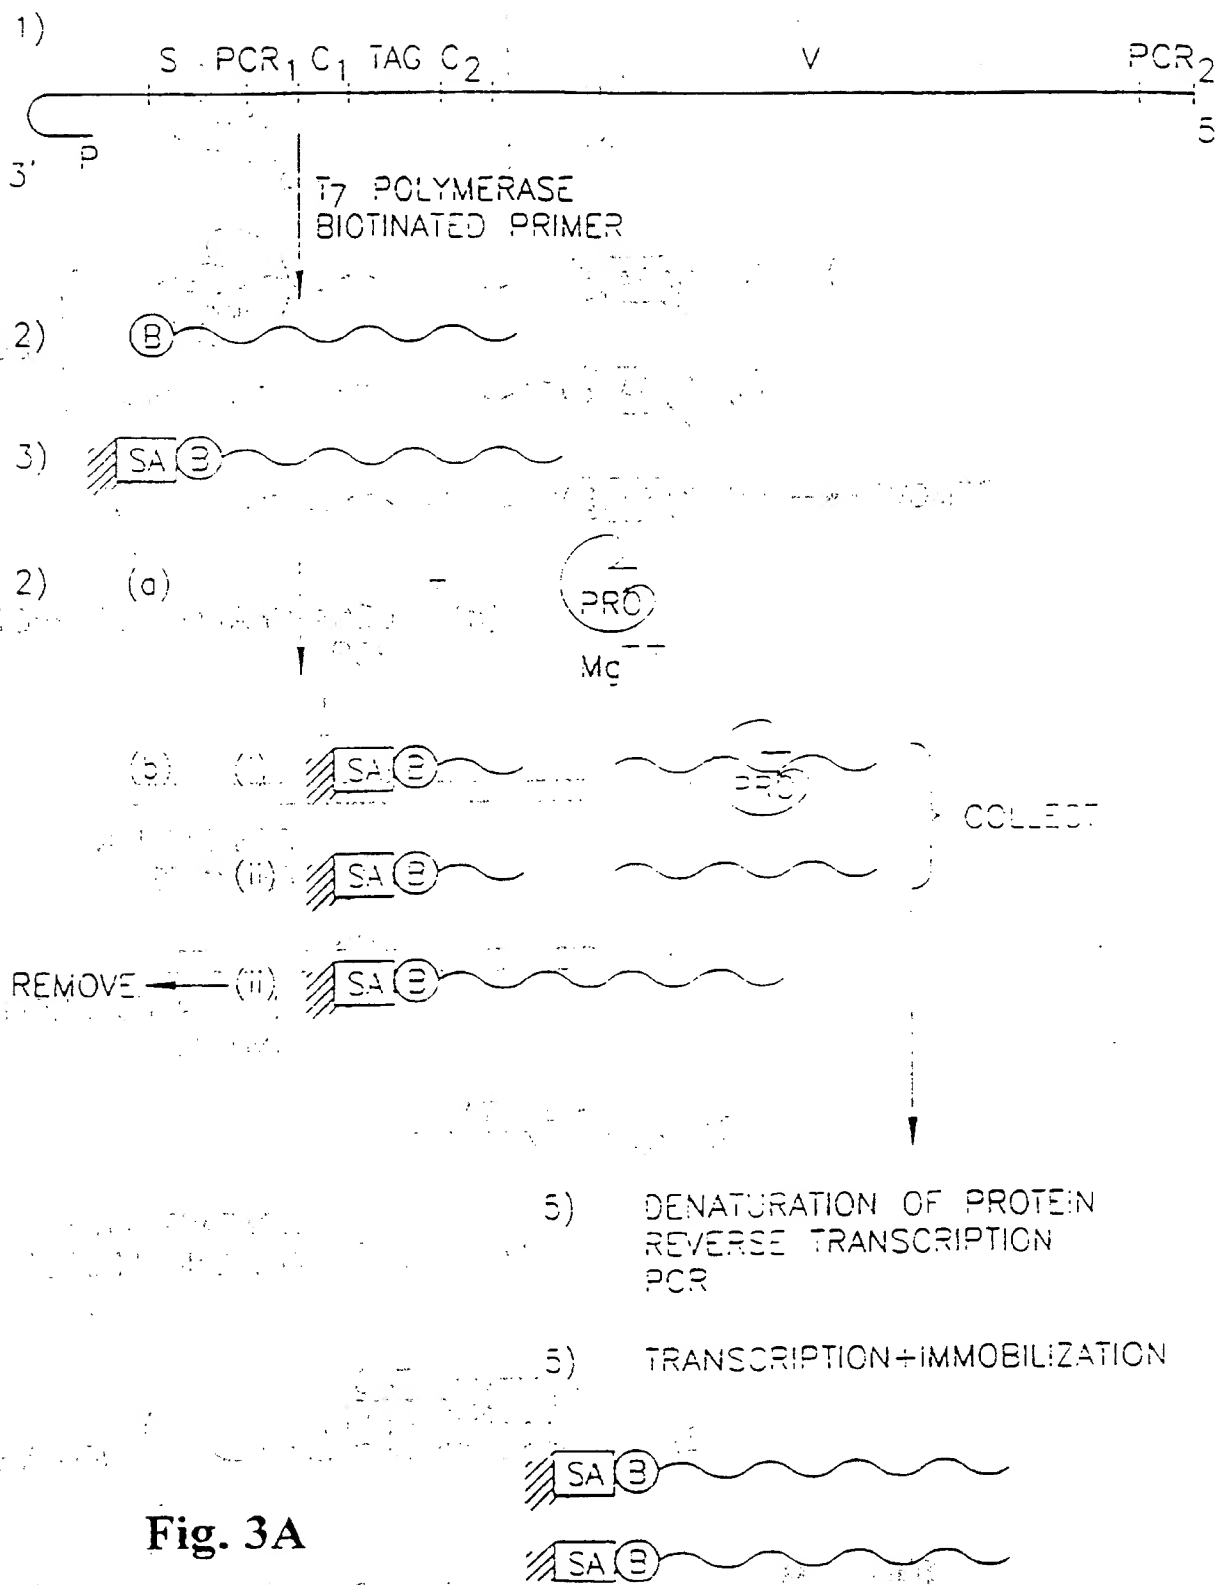 1)
S PCR1 C1 TAG C2 V PCR2
5
3' P
T7 POLYMERASE
BIOTINATED PRIMER
2) B
3) SA B
2) (a)
PRO
Mg
(b) (i) SA B
PRO
COLLECT
(ii) SA B
REMOVE (ii) SA B
5) DENATURATION OF PROTEIN
REVERSE TRANSCRIPTION
PCR
5) TRANSCRIPTION+IMMOBILIZATION
SA B
Fig. 3A
SA B